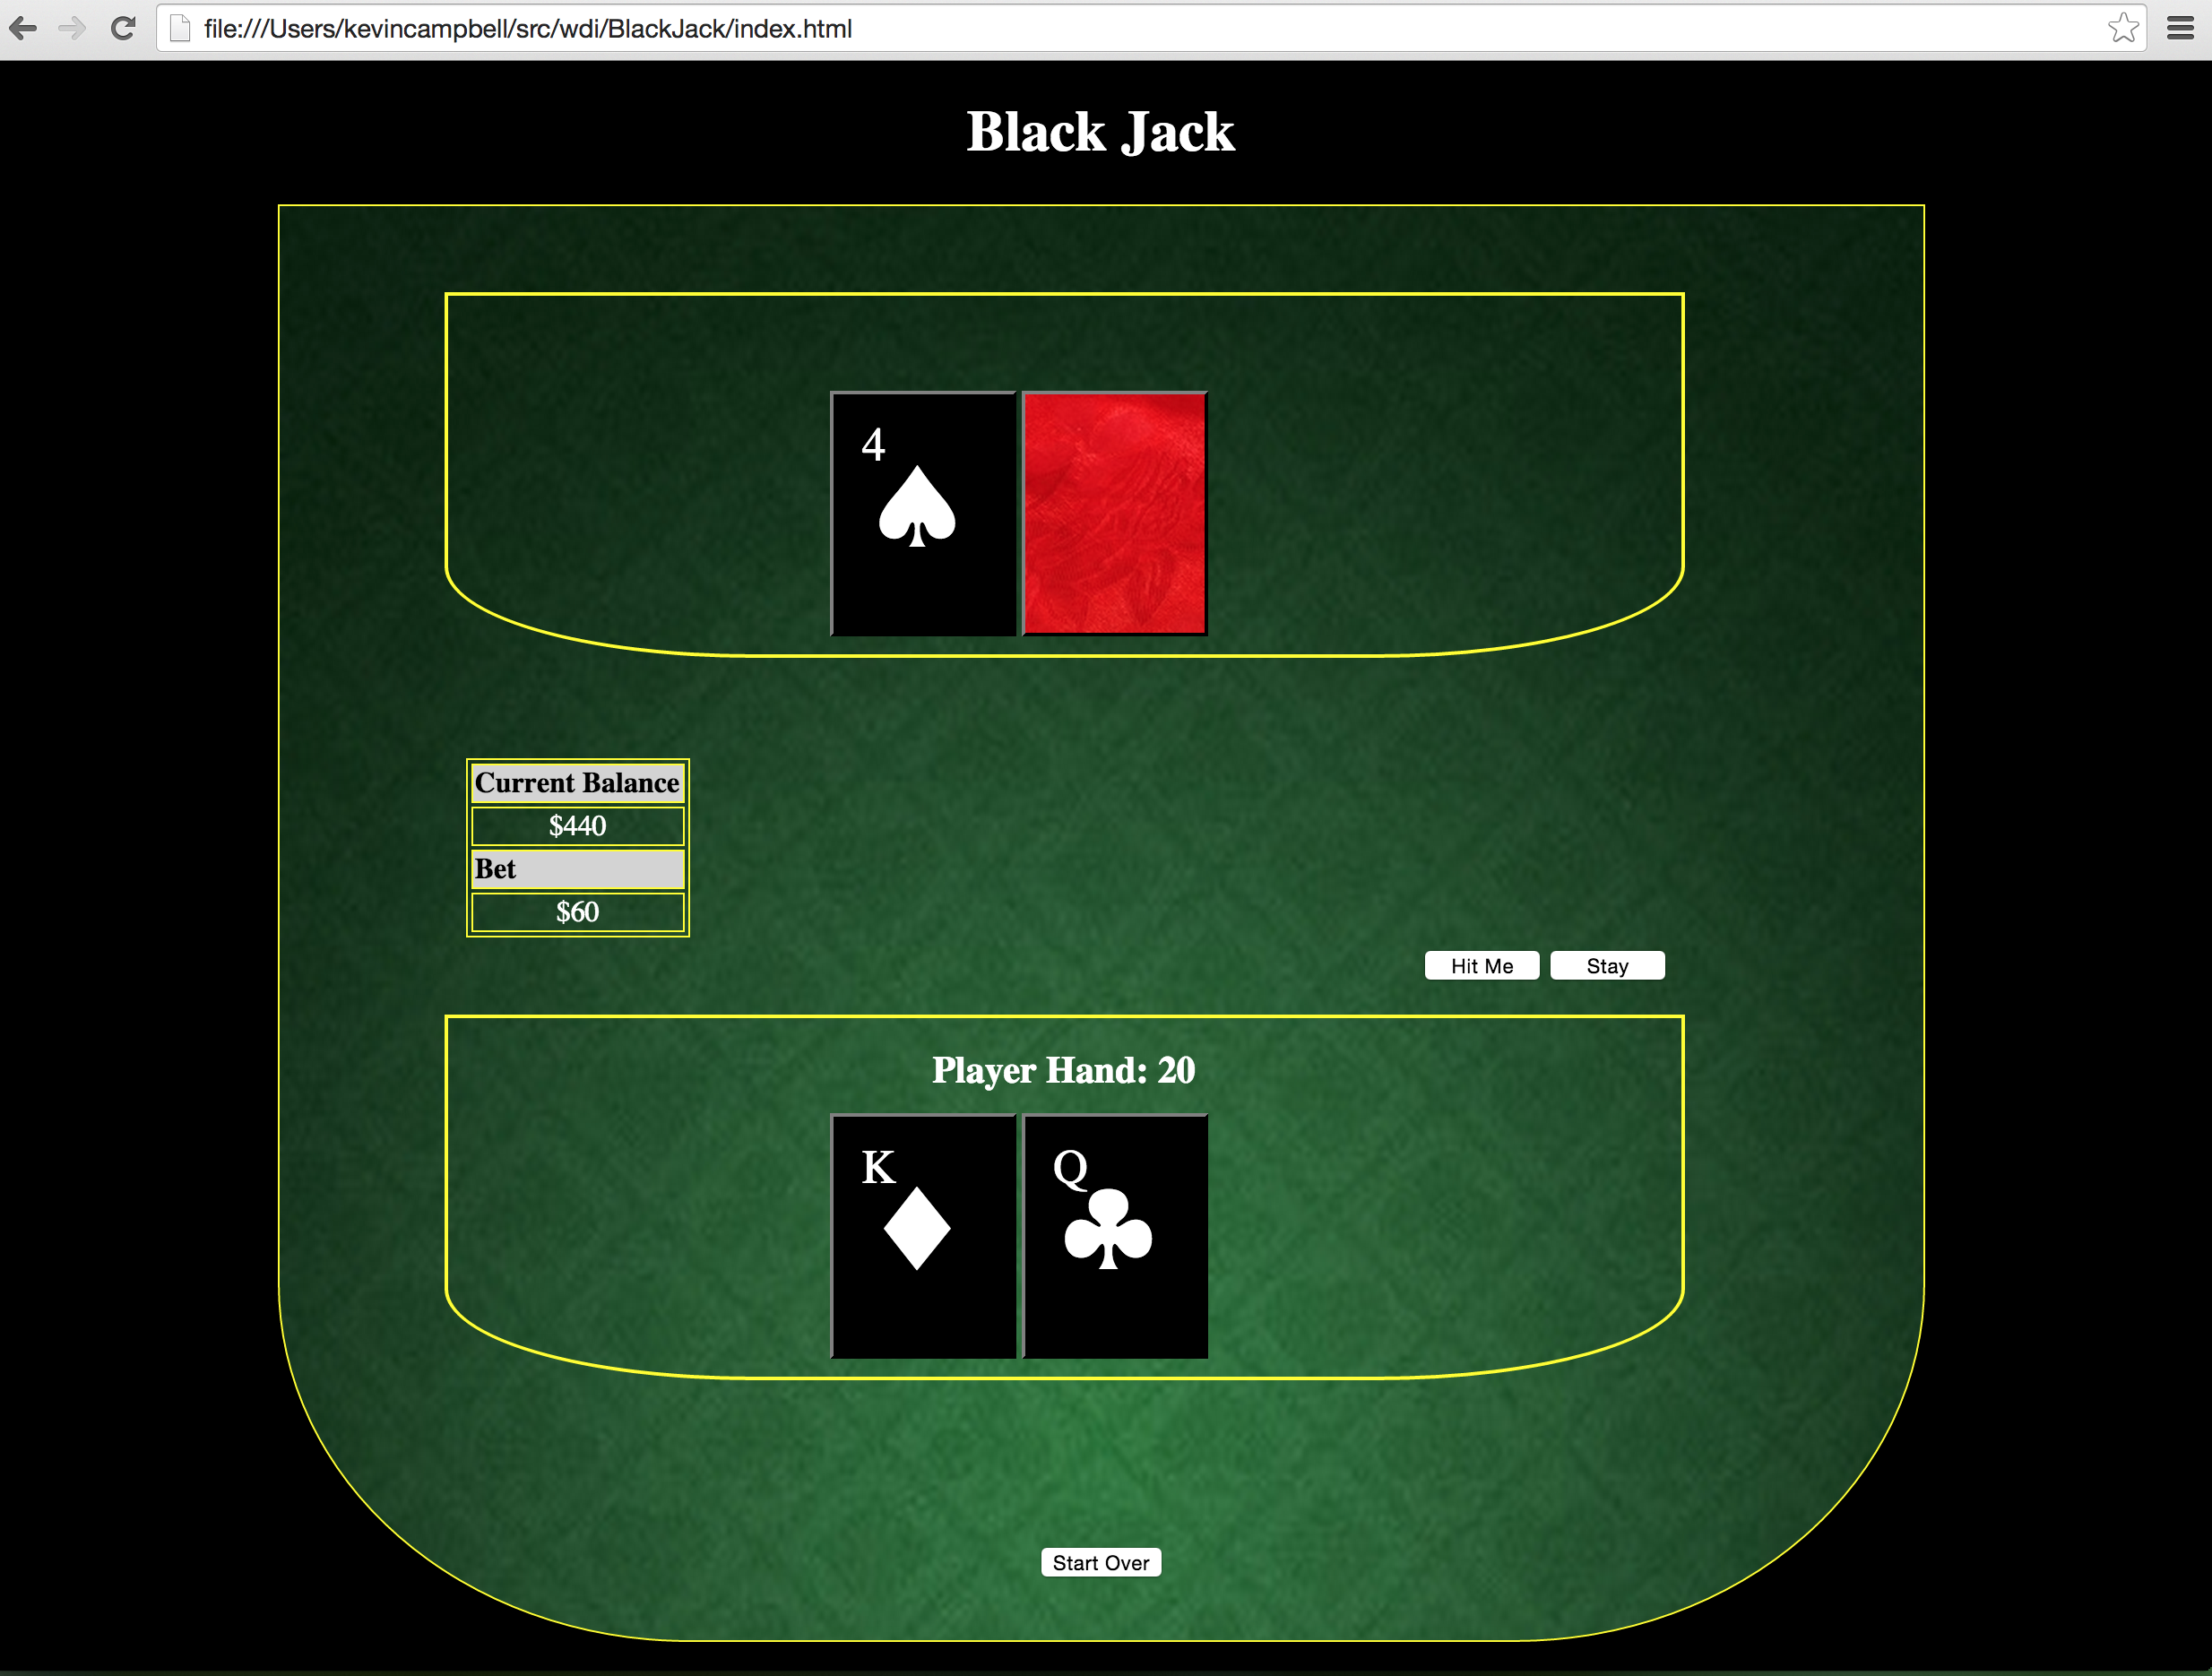 file:///Users/kevincampbell/src/wdi/BlackJack/index.html
Black Jack
4
Current Balance
$440
Bet
$60
Hit Me Stay
Player Hand: 20
K Q
Start Over